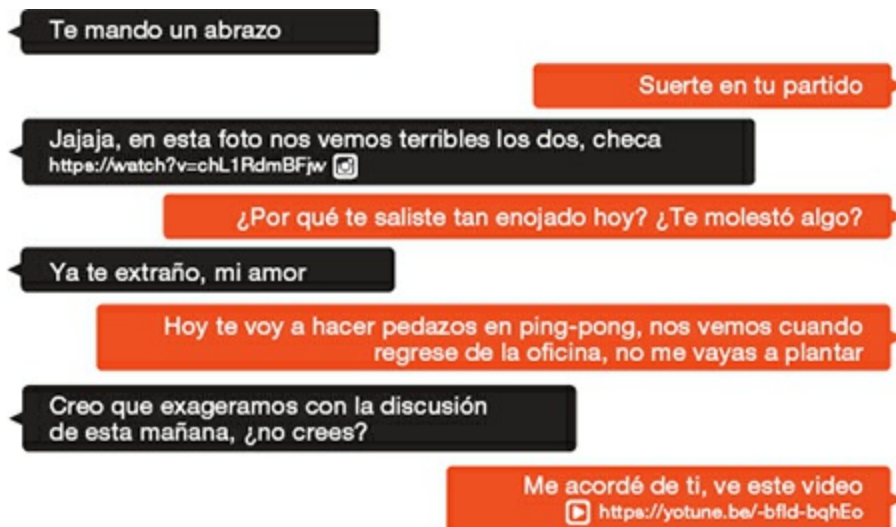 Te mando un abrazo
Suerte en tu partido
Jajaja, en esta foto nos vemos terribles los dos, checa
https://watch?v=chL1RdmBFjw
¿Por qué te saliste tan enojado hoy? ¿Te molestó algo?
Ya te extraño, mi amor
Hoy te voy a hacer pedazos en ping-pong, nos vemos cuando
regrese de la oficina, no me vayas a plantar
Creo que exageramos con la discusión
de esta mañana, ¿no crees?
Me acordé de ti, ve este video
https://yotune.be/-bfld-bqhEo